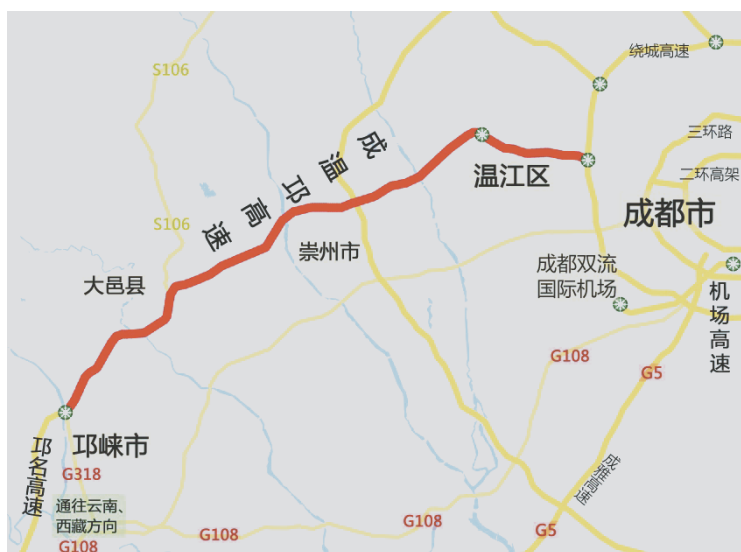 绕城高速
S106
三环路
二环高架
成温邛高速
温江区
成都市
S106
崇州市
成都双流
国际机场
大邑县
机场高速
G108
G5
邛崃市
邛名高速
G318
成雅高速
通往云南、
西藏方向
G108
G108
G5
G108